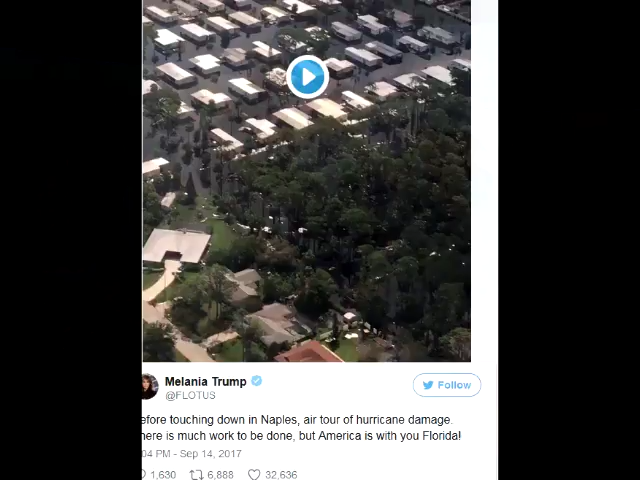 Melania Trump
Follow
@FLOTUS
efore touching down in Naples, air tour of hurricane damage.
here is much work to be done, but America is with you Florida!
04 PM - Sep 14, 2017
1,630 6,888 32,636